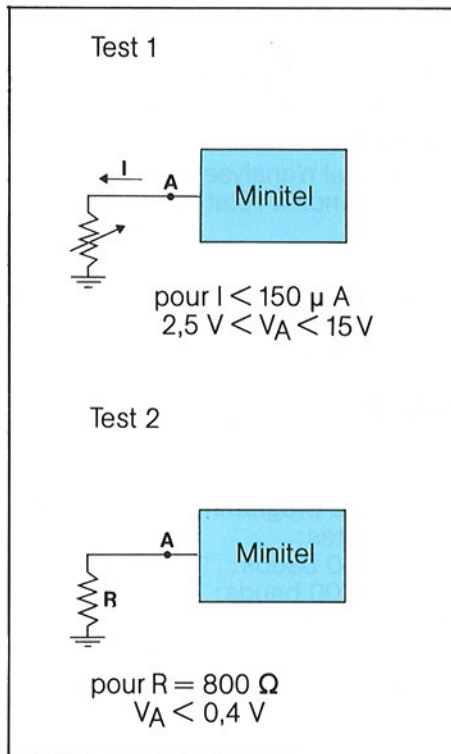 Test 1
I
A
Minitel
pour I < 150 µ A
2,5 V < VA < 15 V
Test 2
A
Minitel
R
pour R = 800 Ω
VA < 0,4 V